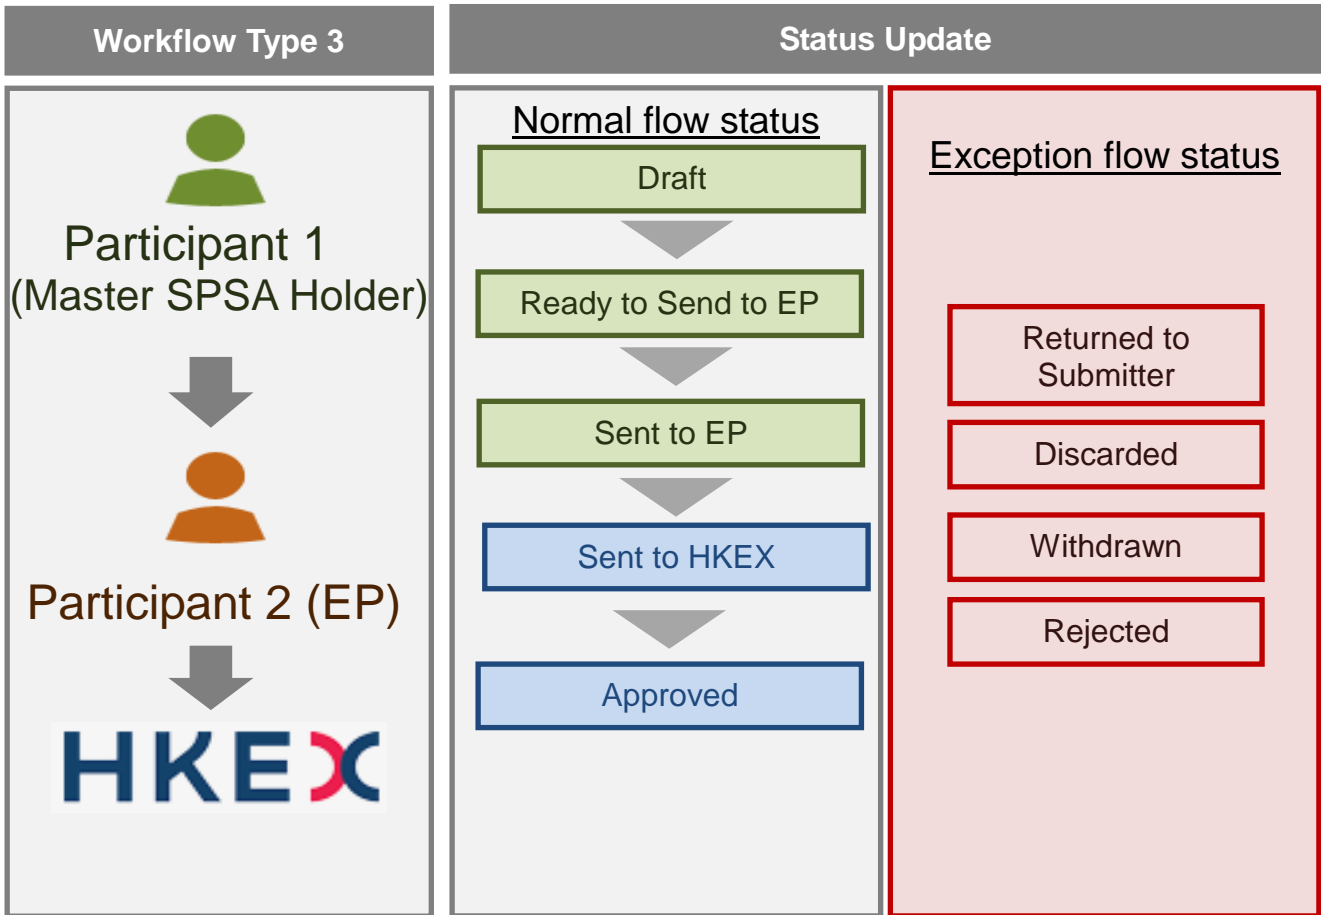 Workflow Type 3
Status Update
Participant 1
(Master SPSA Holder)
Participant 2 (EP)
HKEX
Normal flow status
Draft
Ready to Send to EP
Sent to EP
Sent to HKEX
Approved
Exception flow status
Returned to
Submitter
Discarded
Withdrawn
Rejected